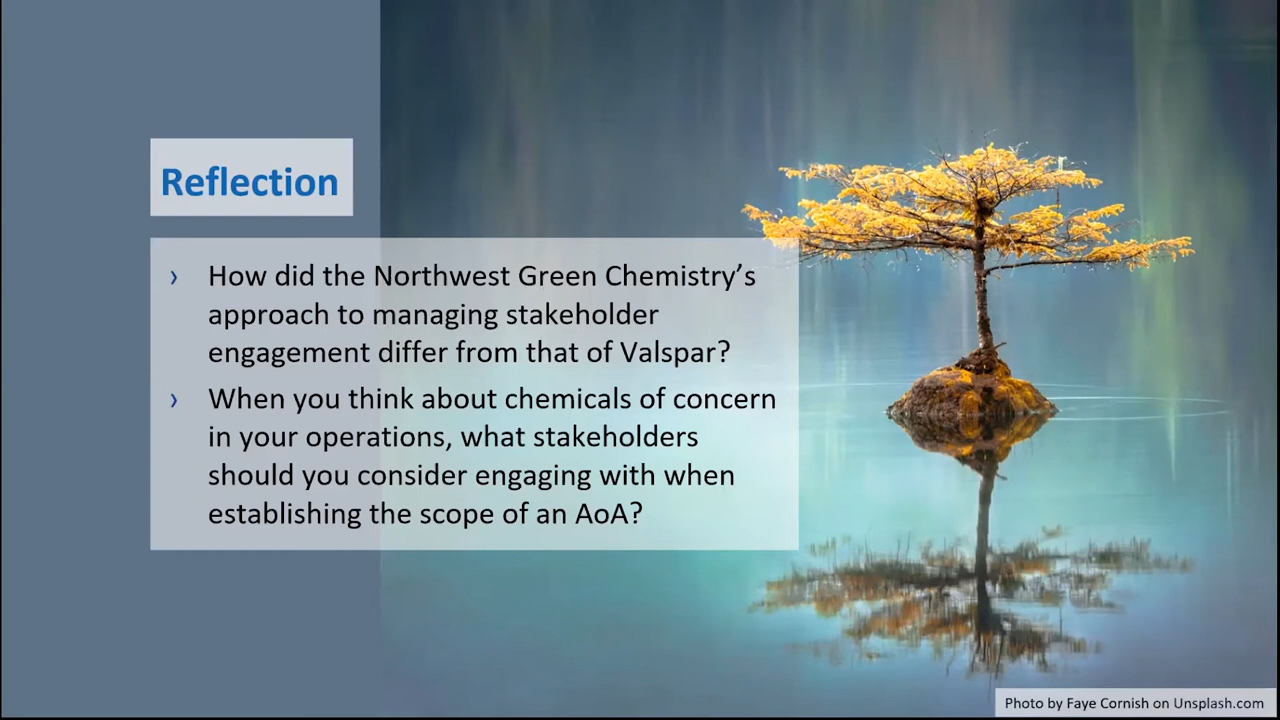 Reflection
› How did the Northwest Green Chemistry’s
approach to managing stakeholder
engagement differ from that of Valspar?
› When you think about chemicals of concern
in your operations, what stakeholders
should you consider engaging with when
establishing the scope of an AoA?
Photo by Faye Cornish on Unsplash.com